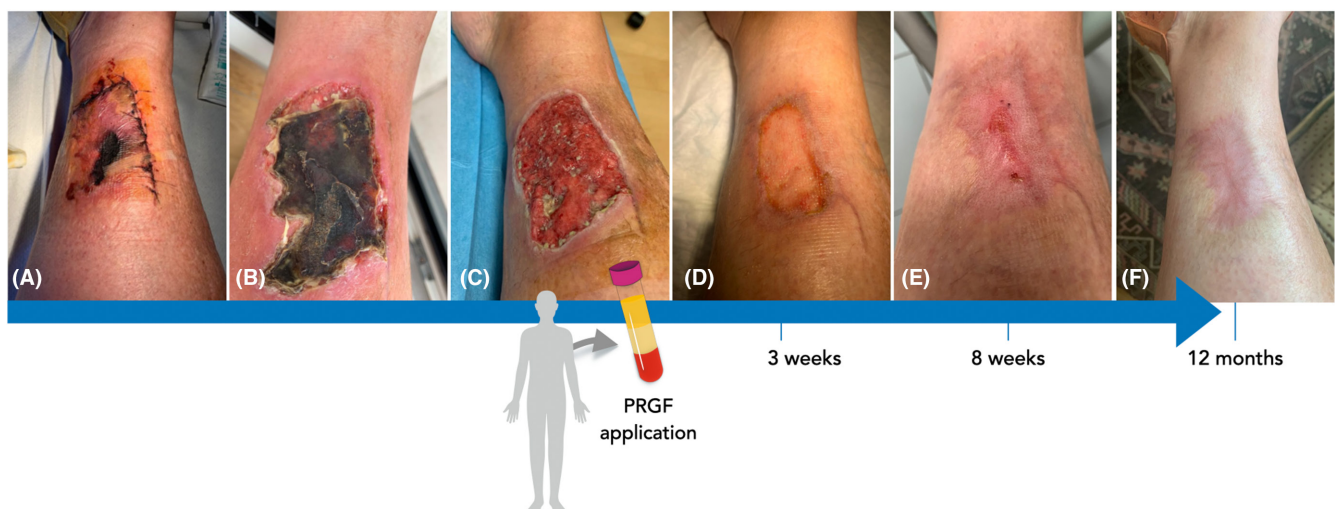 (A)
(B)
(C)
(D)
(E)
(F)
3 weeks
8 weeks
12 months
PRGF
application